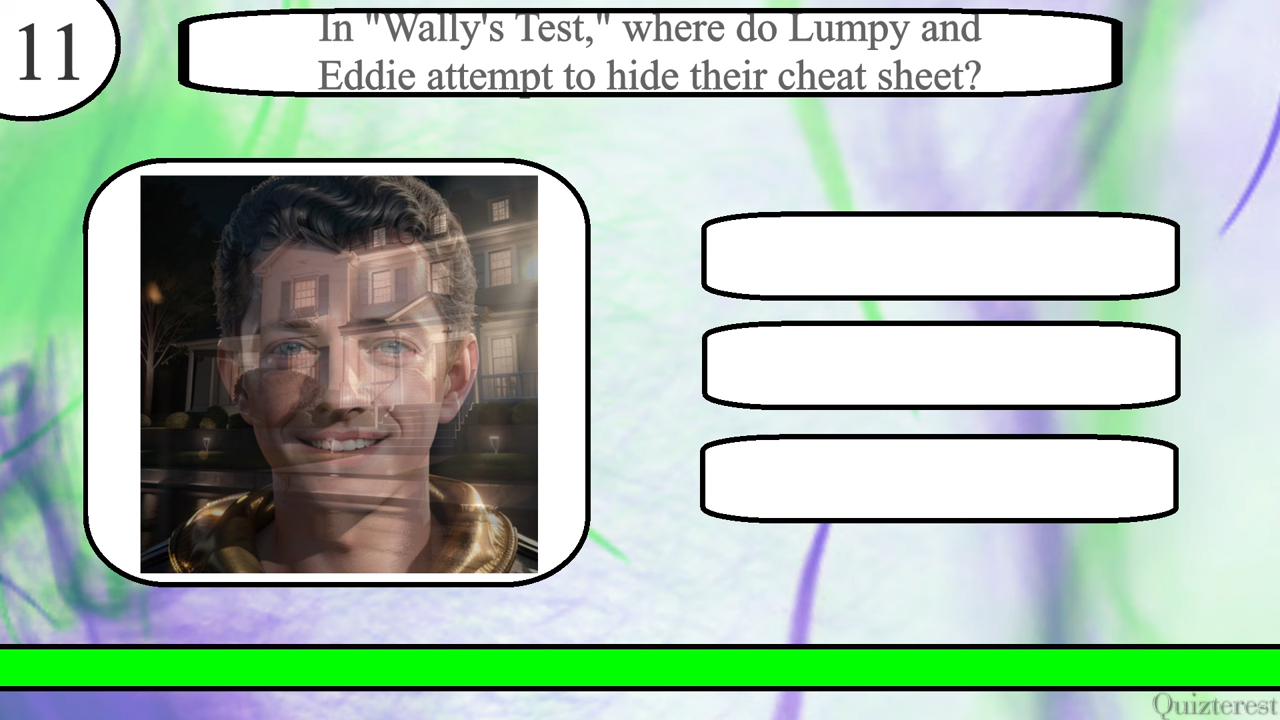 11
In "Wally's Test," where do Lumpy and
Eddie attempt to hide their cheat sheet?
Quizterest